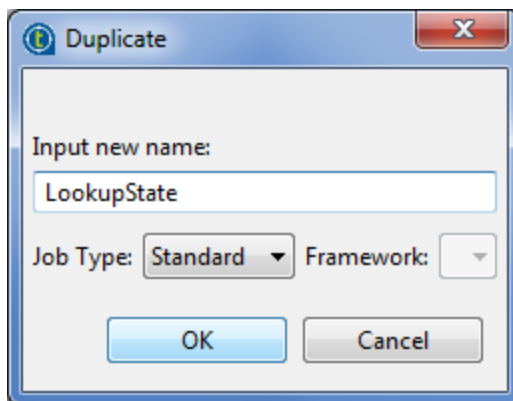 Duplicate
Input new name:
LookupState
Job Type: Standard Framework:
OK Cancel